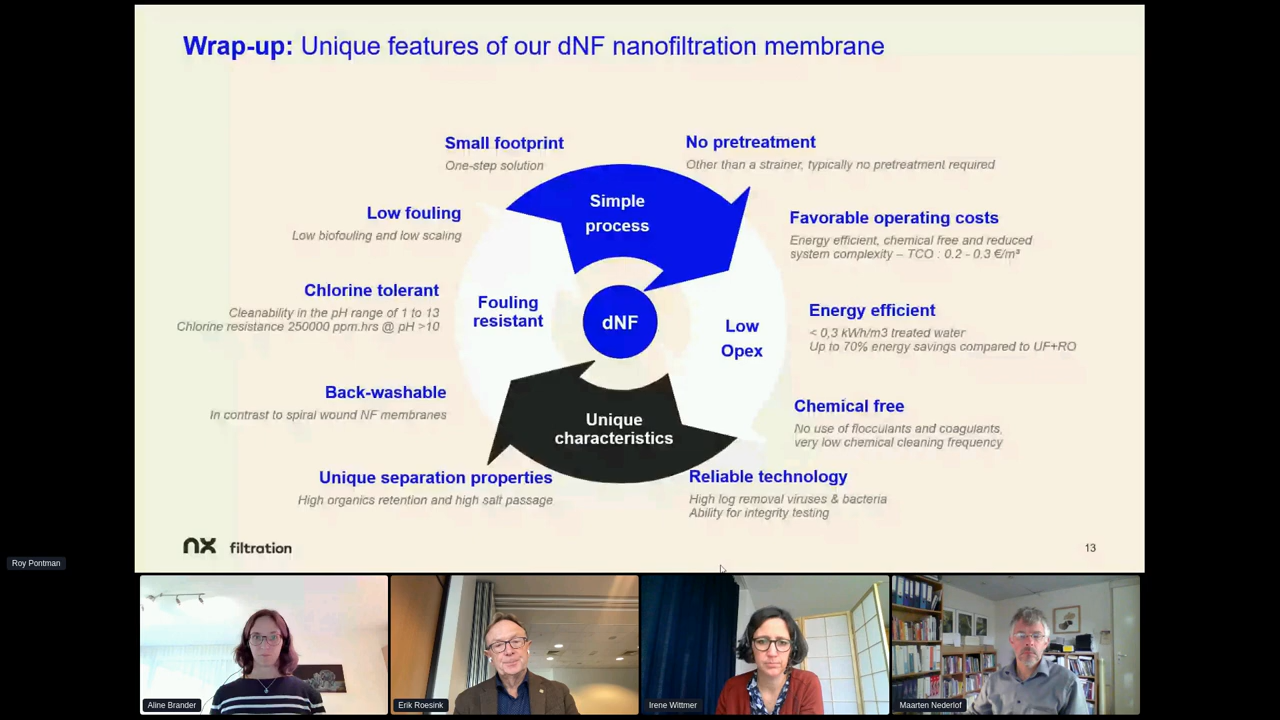 Wrap-up: Unique features of our dNF nanofiltration membrane
Small footprint
One-step solution
No pretreatment
Other than a strainer, typically no pretreatment required
Simple
process
Low fouling
Low biofouling and low scaling
Favorable operating costs
Energy efficient, chemical free and reduced
system complexity – TCO : 0.2 - 0.3 €/m³
Chlorine tolerant
Cleanability in the pH range of 1 to 13
Chlorine resistance 250000 ppm.hrs @ pH >10
Fouling
resistant
dNF
Low
Opex
Energy efficient
< 0,3 kWh/m3 treated water
Up to 70% energy savings compared to UF+RO
Back-washable
In contrast to spiral wound NF membranes
Unique
characteristics
Chemical free
No use of flocculants and coagulants,
very low chemical cleaning frequency
Unique separation properties
High organics retention and high salt passage
Reliable technology
High log removal viruses & bacteria
Ability for integrity testing
nx filtration
13
Roy Pontman
Aline Brander
Erik Roesink
Irene Wittmer
Maarten Nederlof